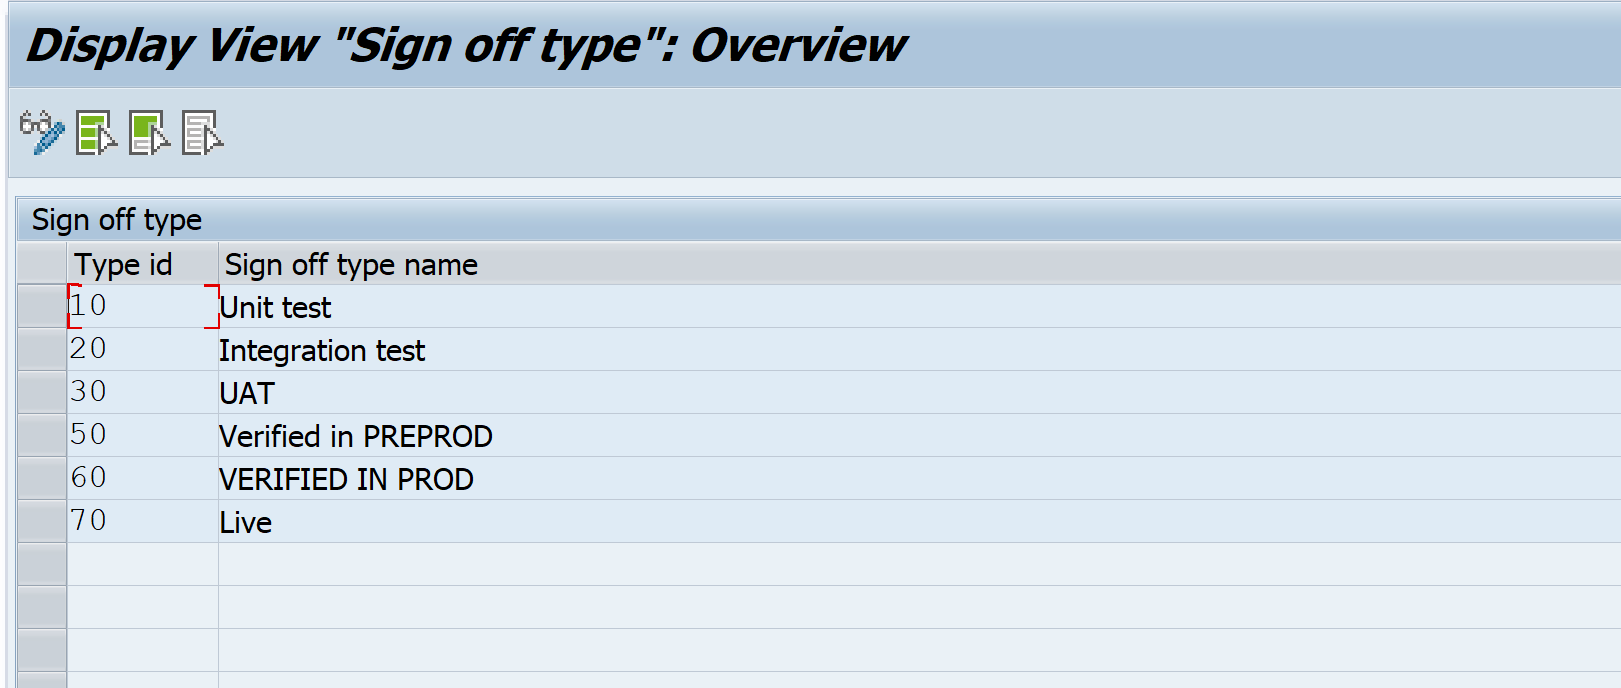 Display View "Sign off type": Overview
Sign off type
Type id Sign off type name
10 Unit test
20 Integration test
30 UAT
50 Verified in PREPROD
60 VERIFIED IN PROD
70 Live